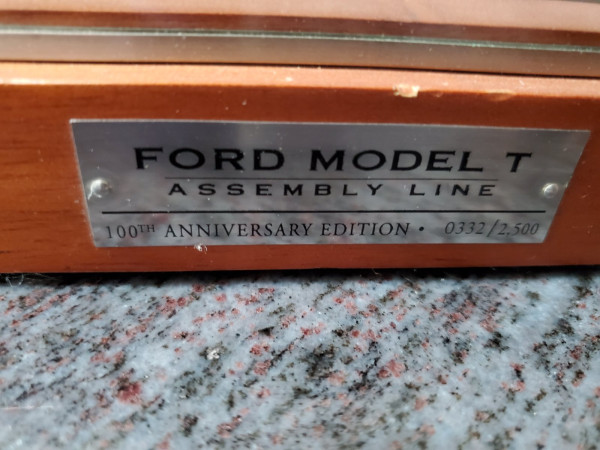 FORD MODEL T
ASSEMBLY LINE
100TH ANNIVERSARY EDITION • 0332/2,500